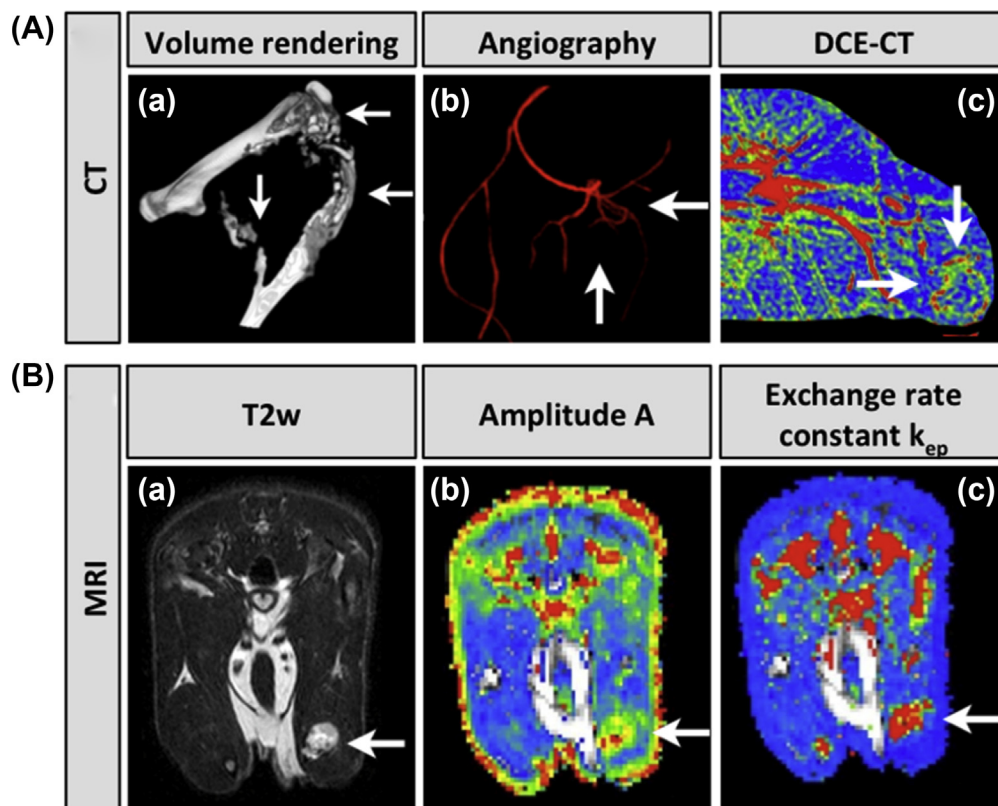 (A)
CT
Volume rendering
Angiography
DCE-CT
(a)
(b)
(c)
(B)
MRI
T2w
Amplitude A
Exchange rate
constant kep
(a)
(b)
(c)